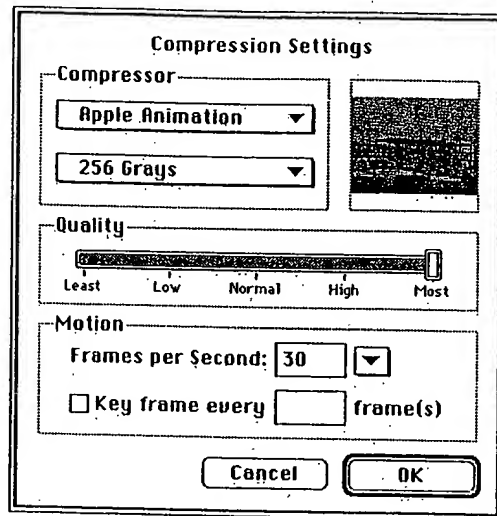 Compression Settings
Compressor
Apple Animation
256 Grays
Quality
Least Low Normal High Most
Motion
Frames per Second: 30
Key frame every frame(s)
Cancel OK